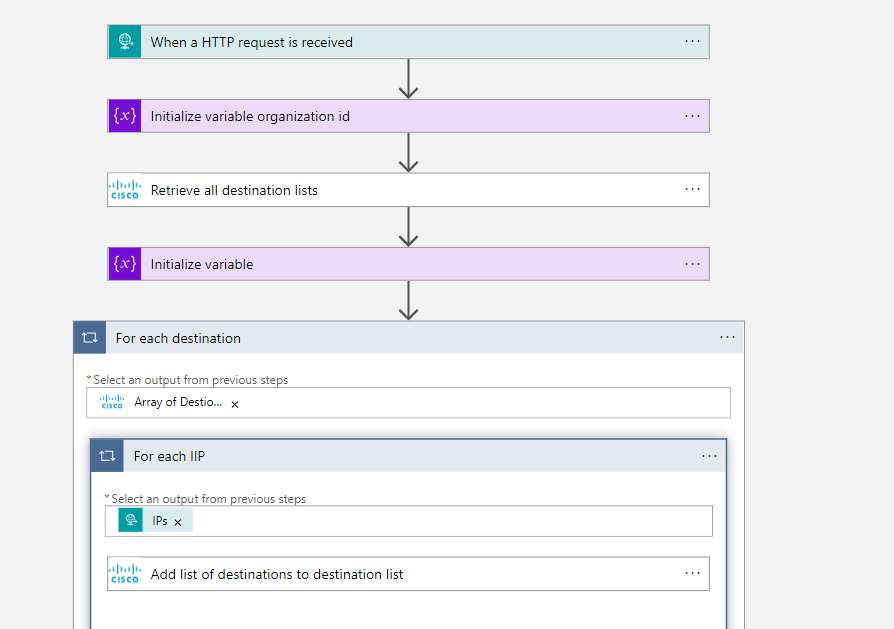 When a HTTP request is received
{x} Initialize variable organization id
CISCO Retrieve all destination lists
{x} Initialize variable
For each destination
*Select an output from previous steps
CISCO Array of Destio... ×
For each IIP
*Select an output from previous steps
IPs ×
CISCO Add list of destinations to destination list